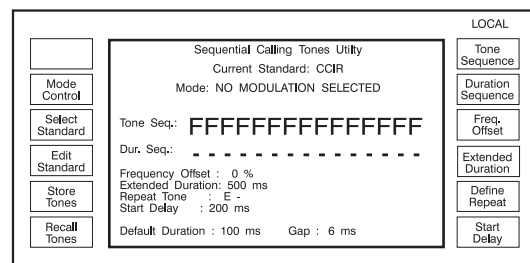 LOCAL
Sequential Calling Tones Utilty
Current Standard: CCIR
Mode: NO MODULATION SELECTED
Tone Seq.: FFFFFFFFFFFFFFF
Dur. Seq.: - - - - - - - - - - - - - - -
Frequency Offset : 0 %
Extended Duration: 500 ms
Repeat Tone : E -
Start Delay : 200 ms
Default Duration : 100 ms Gap : 6 ms
Mode
Control
Select
Standard
Edit
Standard
Store
Tones
Recall
Tones
Tone
Sequence
Duration
Sequence
Freq.
Offset
Extended
Duration
Define
Repeat
Start
Delay